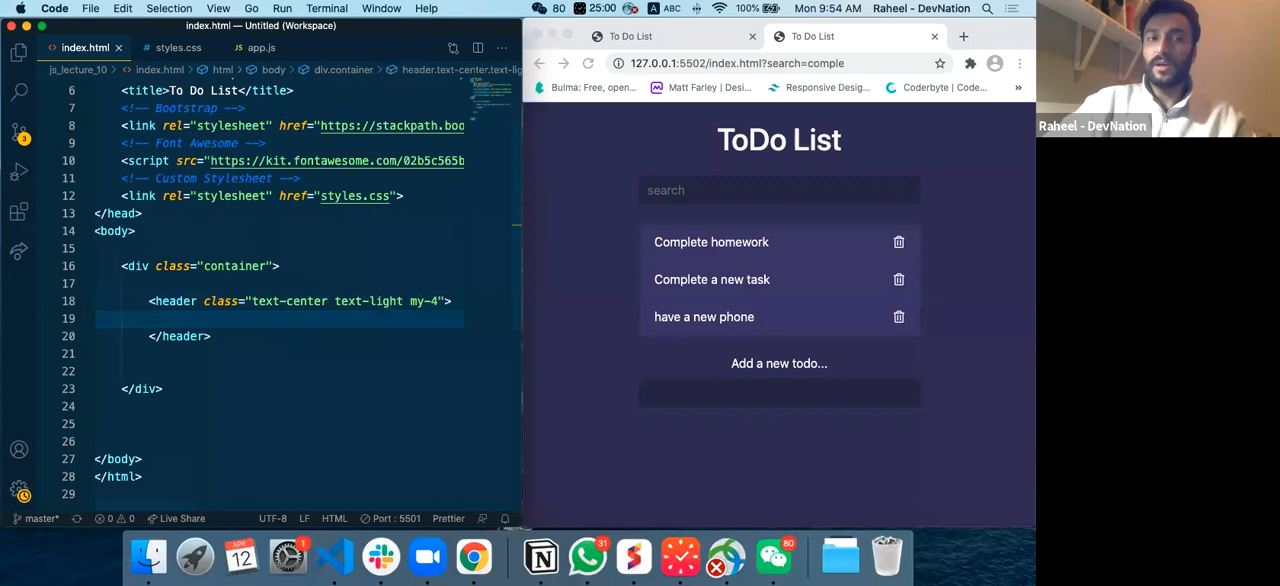 Code File Edit Selection View Go Run Terminal Window Help 80 25:00 A ABC 100% Mon 9:54 AM Raheel - DevNation
index.html — Untitled (Workspace)
index.html styles.css JS app.js
js_lecture_10 index.html html body div.container header.text-center.text-lig
6 <title>To Do List</title>
7 <!-- Bootstrap -->
8 <link rel="stylesheet" href="https://stackpath.boo
9 <!-- Font Awesome -->
10 <script src="https://kit.fontawesome.com/02b5c565b
11 <!-- Custom Stylesheet -->
12 <link rel="stylesheet" href="styles.css">
13 </head>
14 <body>
15
16 <div class="container">
17
18 <header class="text-center text-light my-4">
19
20 </header>
21
22
23 </div>
24
25
26
27 </body>
28 </html>
29
3
master* 0 0 Live Share UTF-8 LF HTML Port : 5501 Prettier
To Do List To Do List
127.0.0.1:5502/index.html?search=comple
Bulma: Free, open... Matt Farley | Desi... Responsive Desig... Coderbyte | Code... »
ToDo List
search
Complete homework
Complete a new task
have a new phone
Add a new todo...
Raheel - DevNation
APR 12 1 31 80